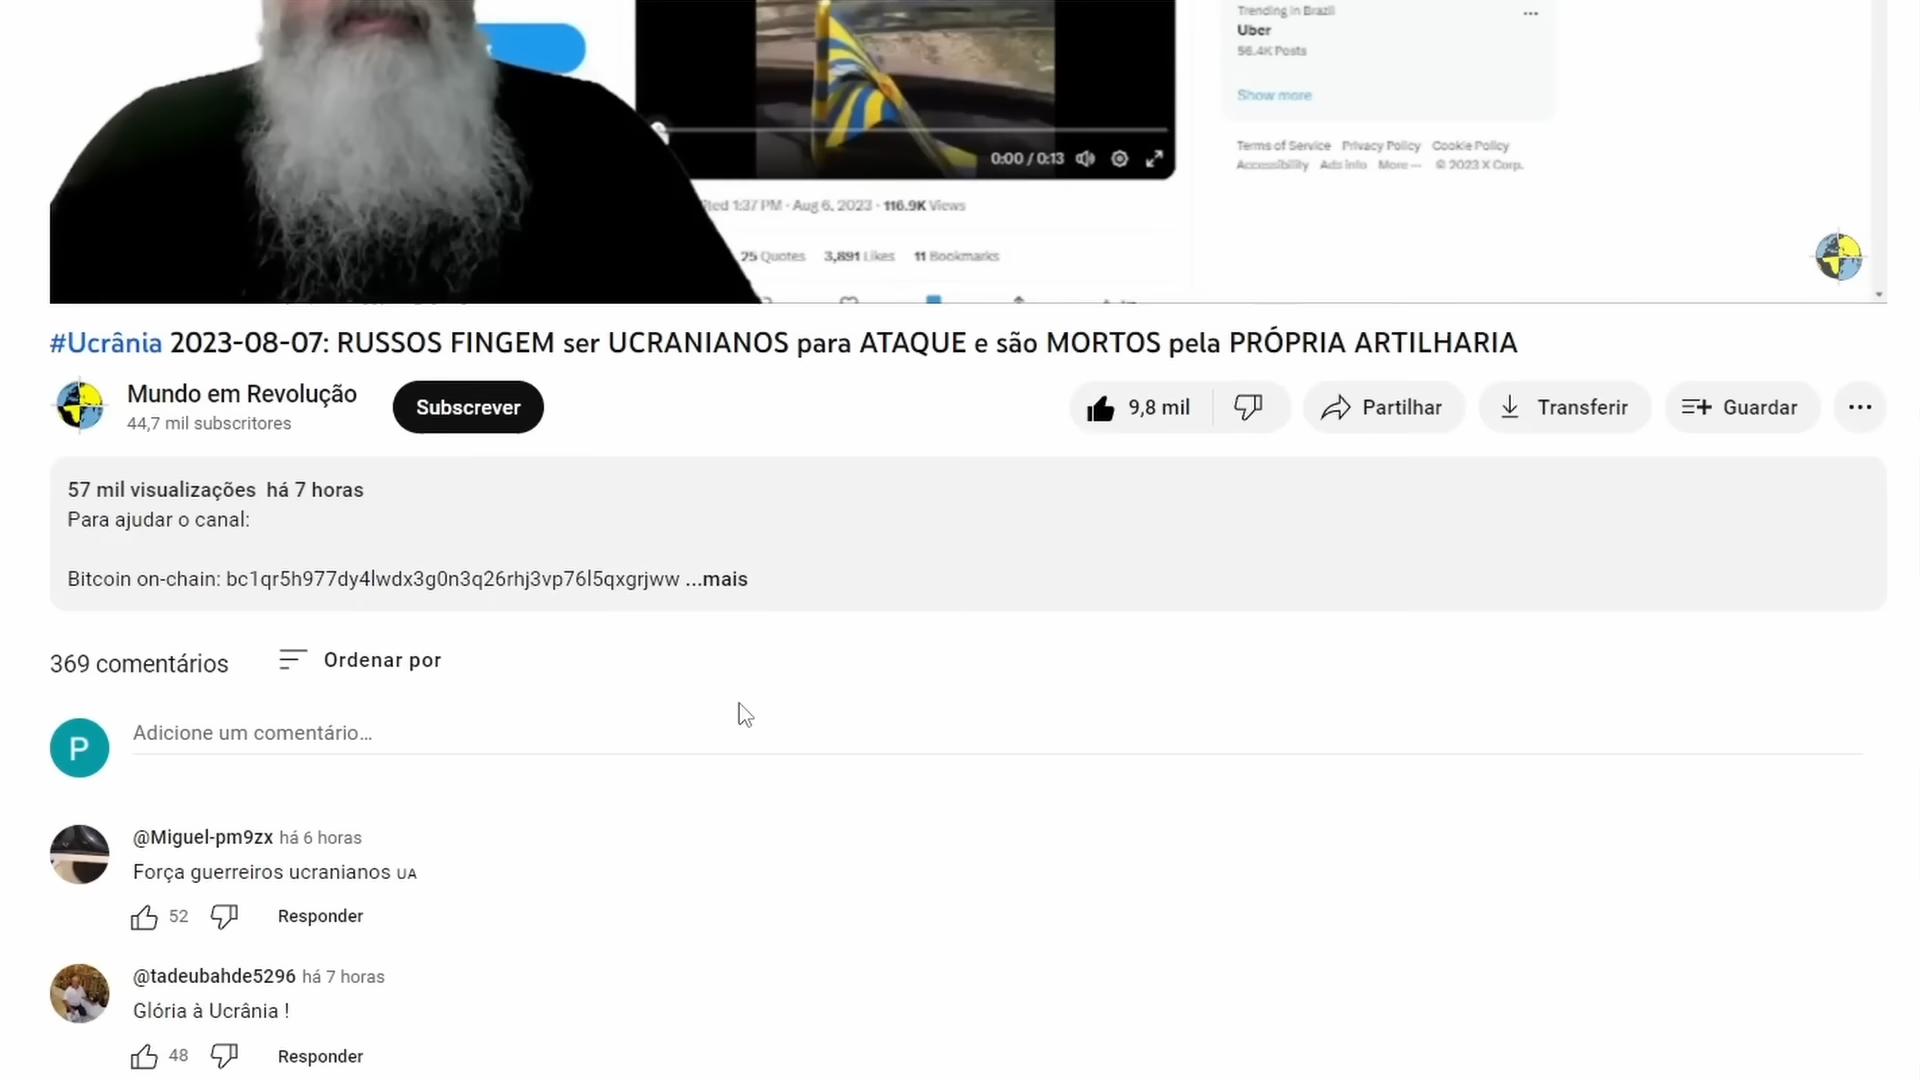 Trending in Brazil
Uber
56.4K Posts
Show more
Terms of Service Privacy Policy Cookie Policy
Accessibility Ads info More ··· © 2023 X Corp.
0:00 / 0:13
1:37 PM · Aug 6, 2023 · 116.9K Views
25 Quotes 3,891 Likes 11 Bookmarks
#Ucrânia 2023-08-07: RUSSOS FINGEM ser UCRANIANOS para ATAQUE e são MORTOS pela PRÓPRIA ARTILHARIA
Mundo em Revolução
44,7 mil subscritores
Subscrever
9,8 mil
Partilhar
Transferir
Guardar
57 mil visualizações há 7 horas
Para ajudar o canal:
Bitcoin on-chain: bc1qr5h977dy4lwdx3g0n3q26rhj3vp76l5qxgrjww ...mais
369 comentários
Ordenar por
P
Adicione um comentário...
@Miguel-pm9zx há 6 horas
Força guerreiros ucranianos UA
52
Responder
@tadeubahde5296 há 7 horas
Glória à Ucrânia !
48
Responder